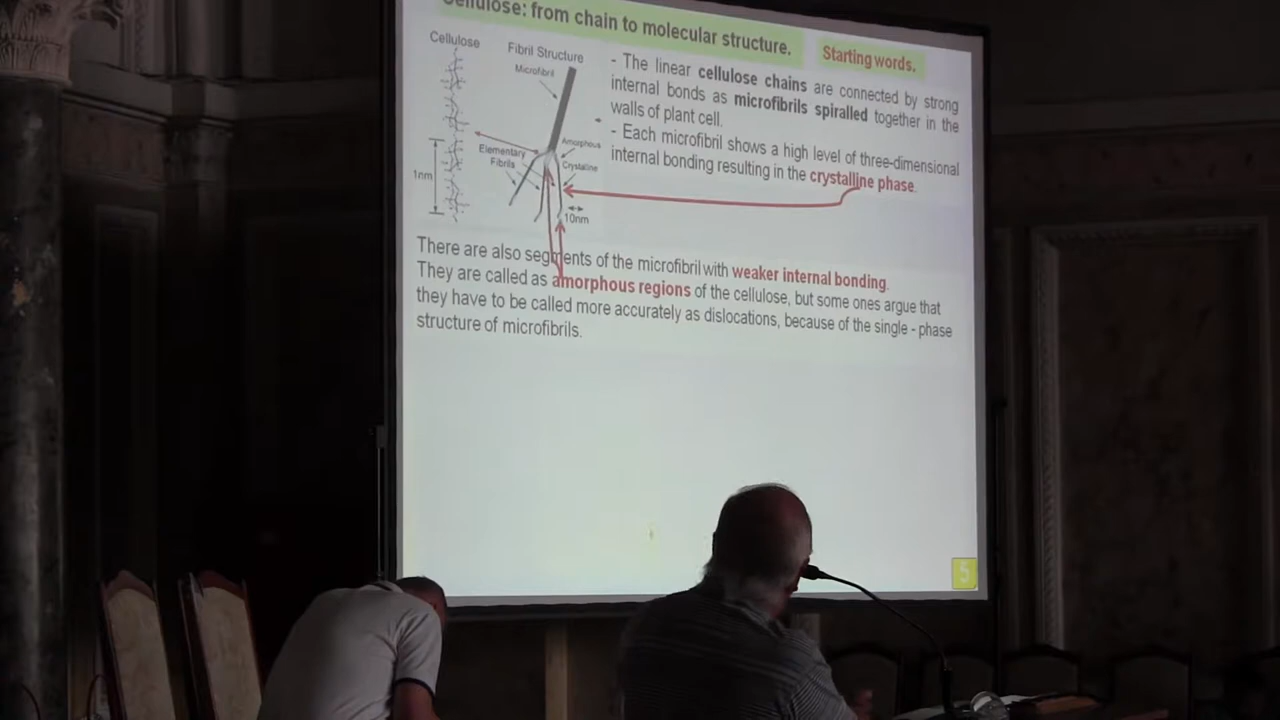 Cellulose: from chain to molecular structure.
Starting words.
Cellulose
Fibril Structure
Microfibril
Amorphous
Elementary
Fibrils
Crystalline
1nm
10nm
- The linear cellulose chains are connected by strong
internal bonds as microfibrils spiralled together in the
walls of plant cell.
- Each microfibril shows a high level of three-dimensional
internal bonding resulting in the crystalline phase.
There are also segments of the microfibril with weaker internal bonding.
They are called as amorphous regions of the cellulose, but some ones argue that
they have to be called more accurately as dislocations, because of the single - phase
structure of microfibrils.
5